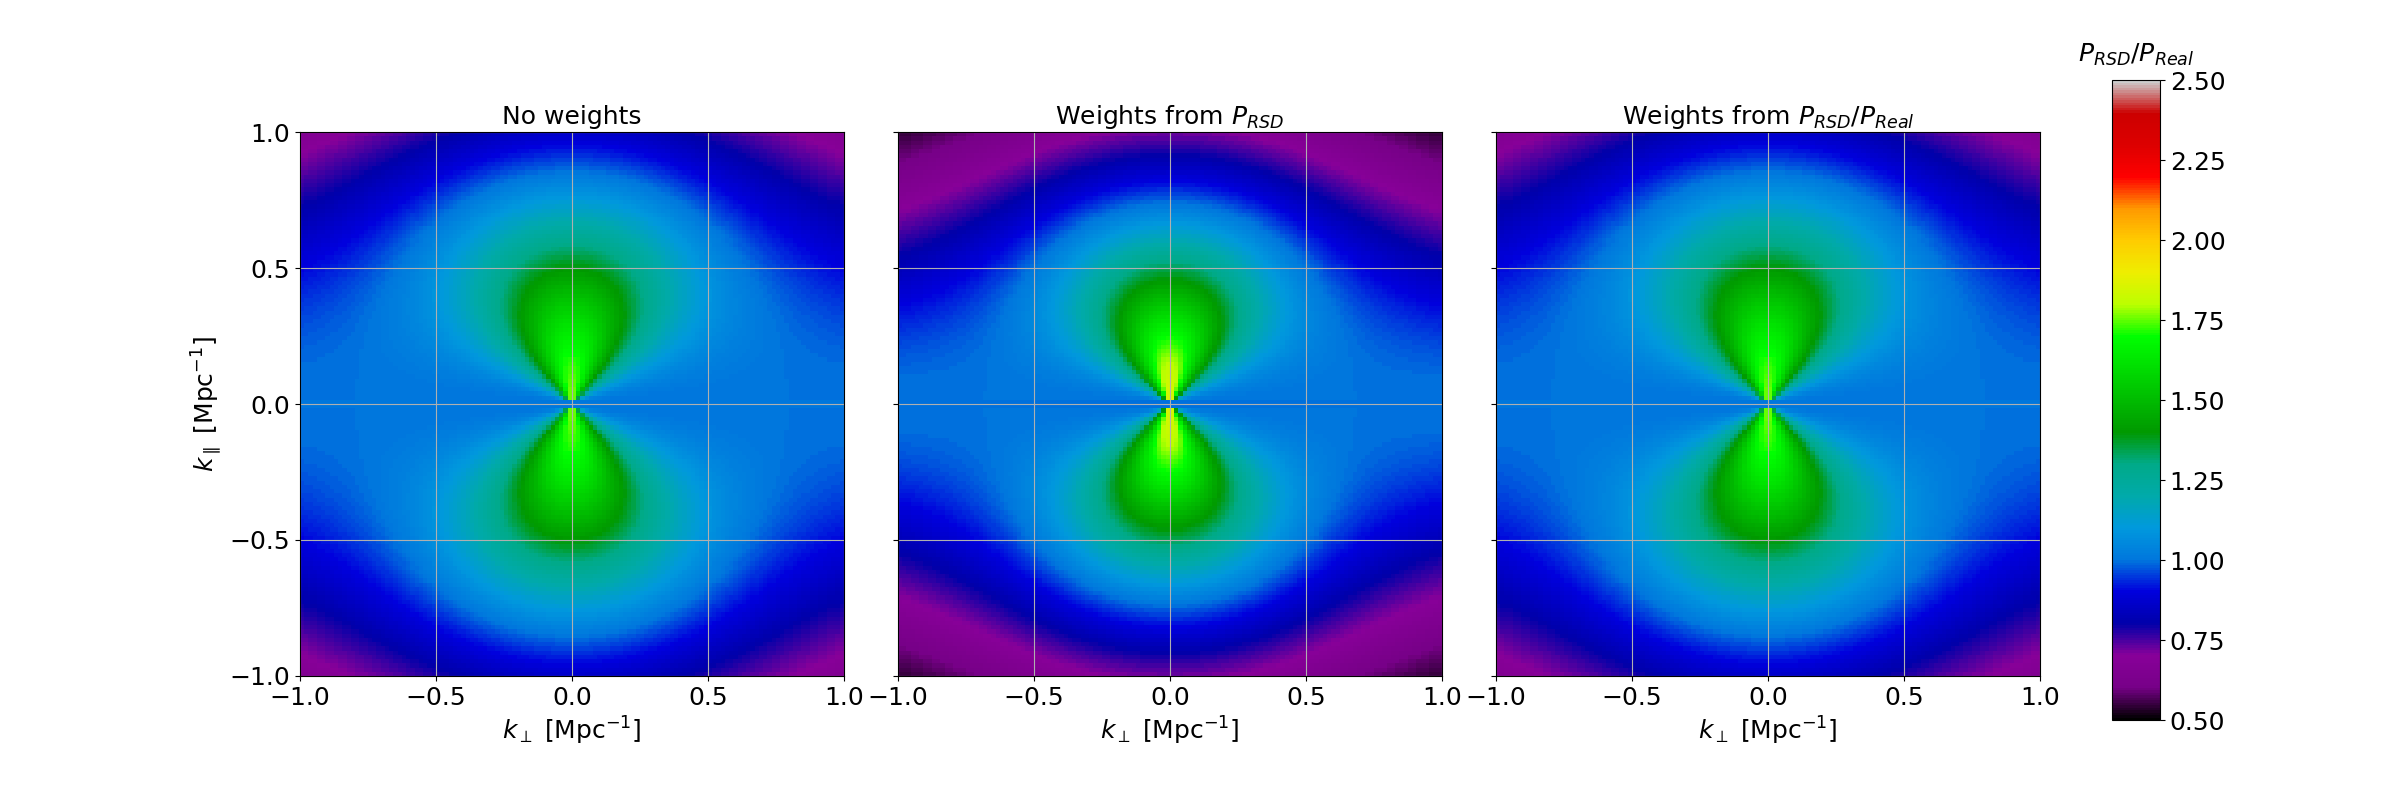 P_RSD/P_Real
No weights
Weights from P_RSD
Weights from P_RSD/P_Real
1.0
0.5
0.0
−0.5
−1.0
k_∥ [Mpc⁻¹]
−1.0 −0.5 0.0 0.5 1.0
k_⊥ [Mpc⁻¹]
−1.0 −0.5 0.0 0.5 1.0
k_⊥ [Mpc⁻¹]
−1.0 −0.5 0.0 0.5 1.0
k_⊥ [Mpc⁻¹]
2.50
2.25
2.00
1.75
1.50
1.25
1.00
0.75
0.50